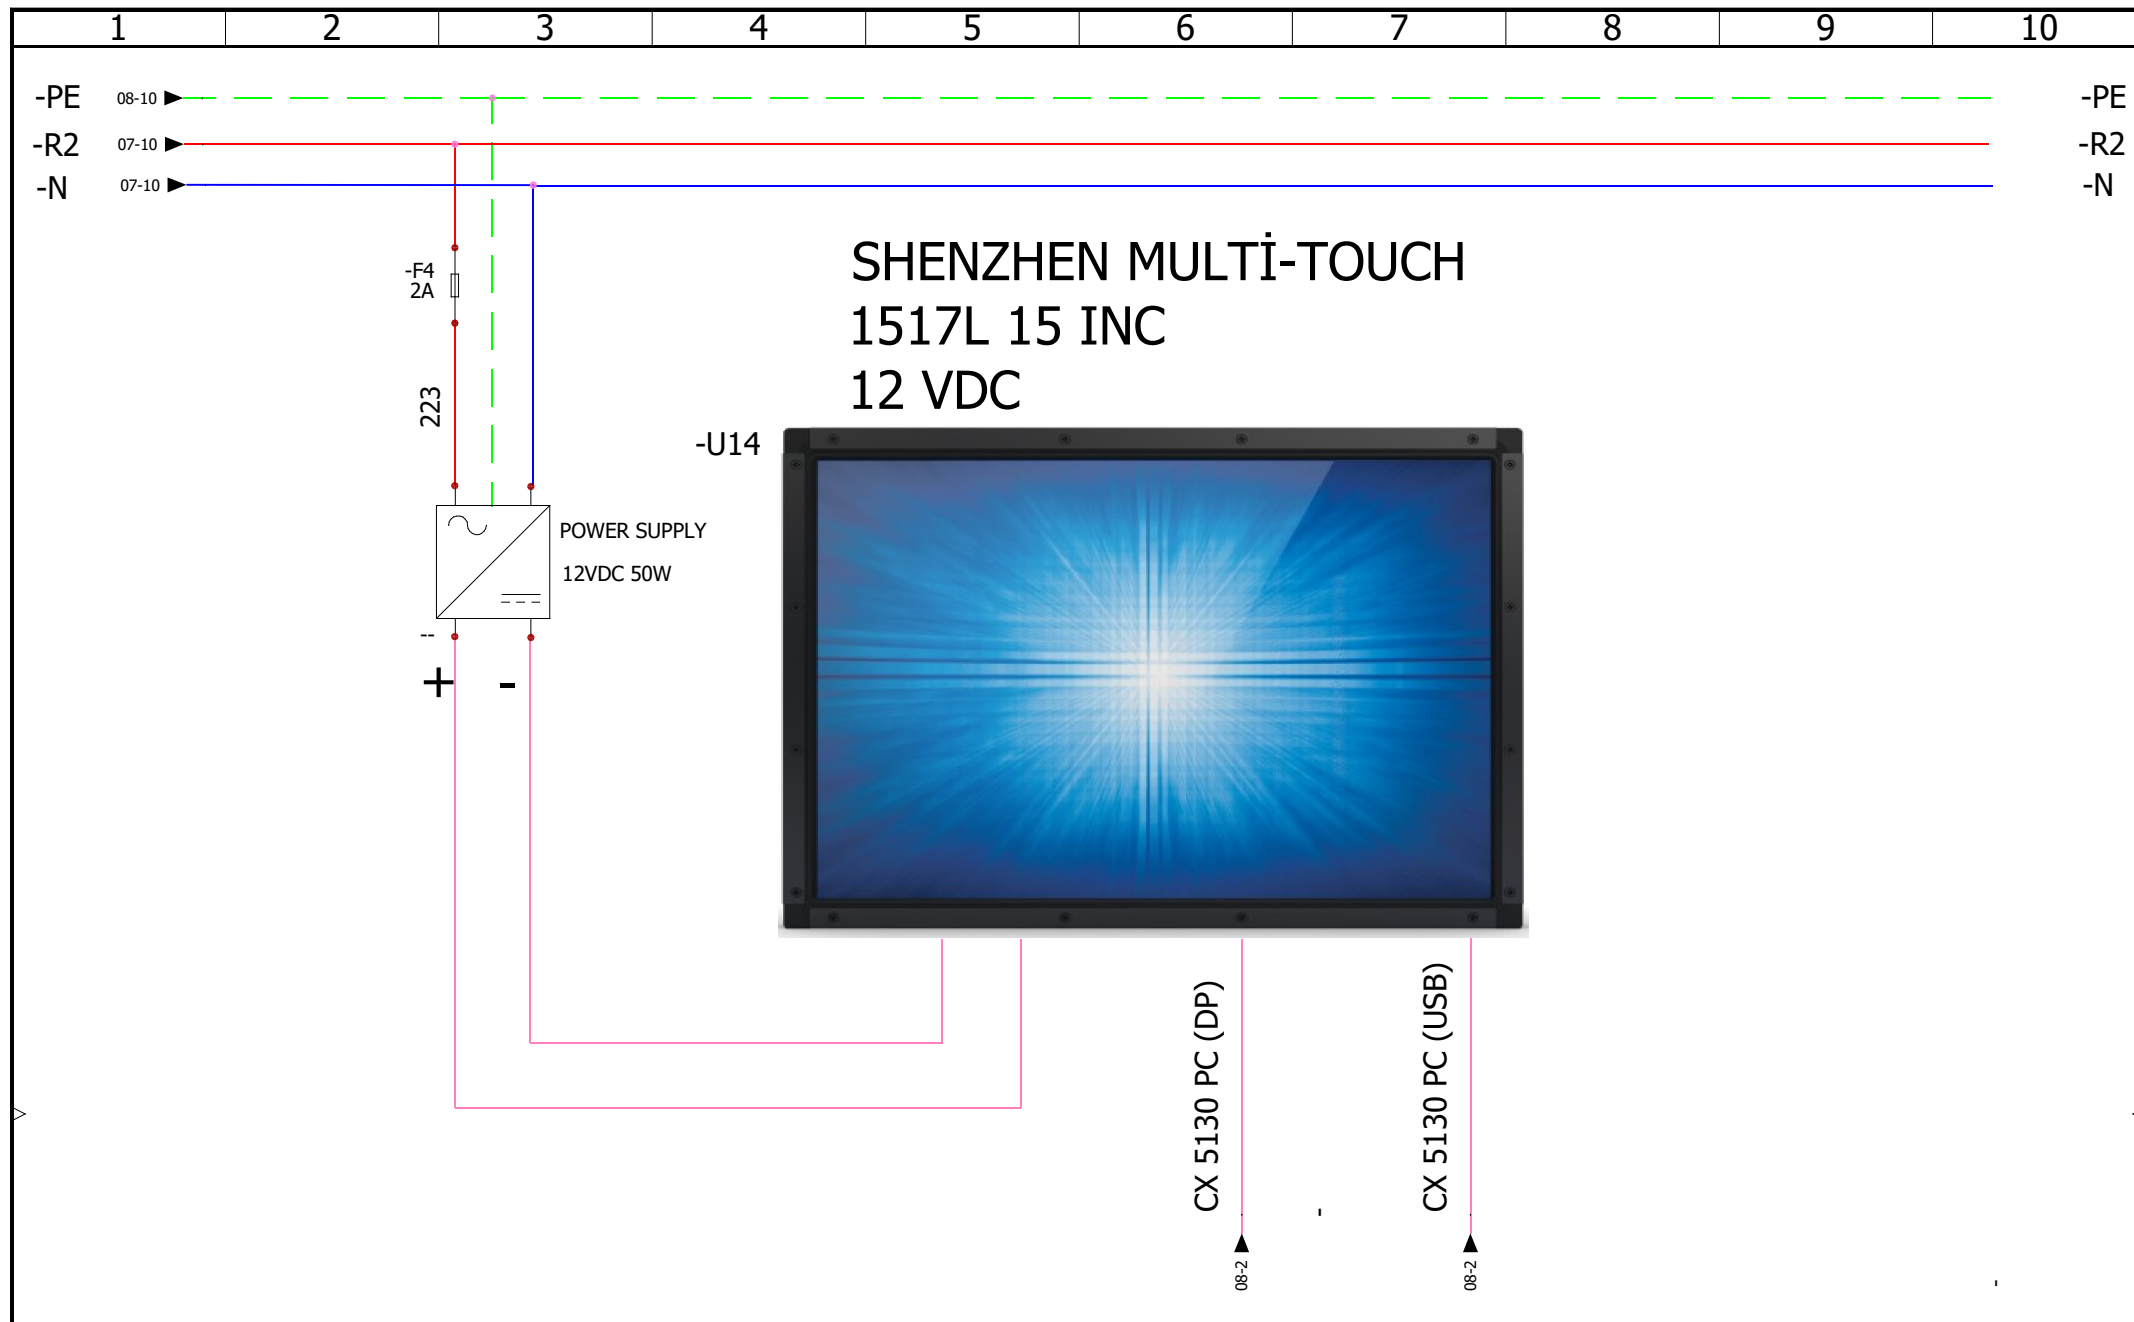 1 2 3 4 5 6 7 8 9 10
-PE 08-10 -PE
-R2 07-10 -R2
-N 07-10 -N
SHENZHEN MULTİ-TOUCH
1517L 15 INC
12 VDC
-F4
2A
223
-U14
POWER SUPPLY
12VDC 50W
--
+ -
CX 5130 PC (DP)
CX 5130 PC (USB)
08-2
08-2